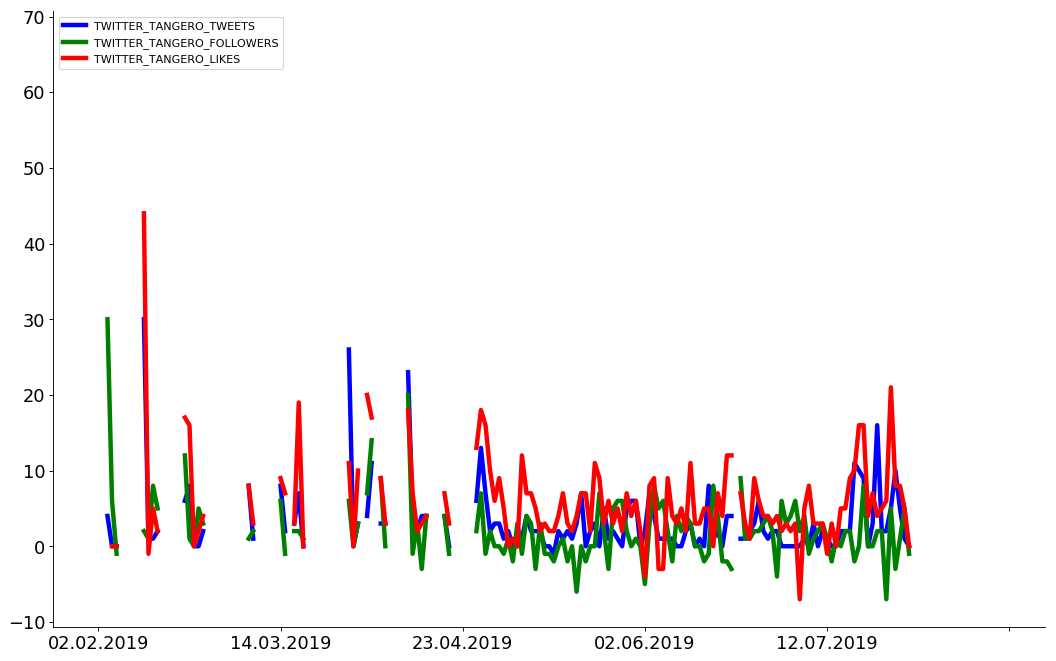 70
60
50
40
30
20
10
0
−10
TWITTER_TANGERO_TWEETS
TWITTER_TANGERO_FOLLOWERS
TWITTER_TANGERO_LIKES
02.02.2019 14.03.2019 23.04.2019 02.06.2019 12.07.2019